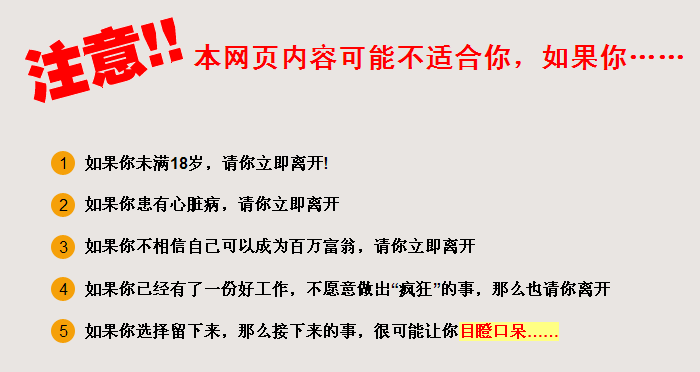 注意!! 本网页内容可能不适合你，如果你……
1 如果你未满18岁，请你立即离开!
2 如果你患有心脏病，请你立即离开
3 如果你不相信自己可以成为百万富翁，请你立即离开
4 如果你已经有了一份好工作，不愿意做出“疯狂”的事，那么也请你离开
5 如果你选择留下来，那么接下来的事，很可能让你目瞪口呆……